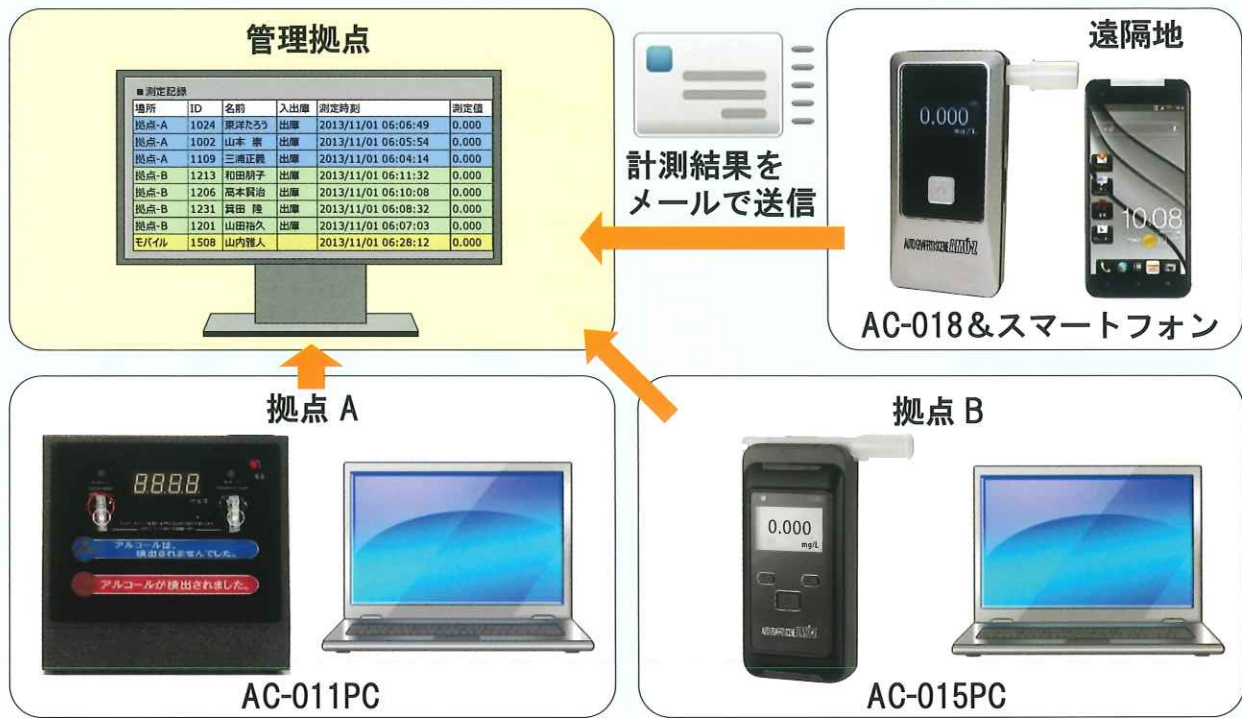 管理拠点
■測定記録
場所 ID 名前 入出庫 測定時刻 測定値
拠点-A 1024 東洋たろう 出庫 2013/11/01 06:06:49 0.000
拠点-A 1002 山本 崇 出庫 2013/11/01 06:05:54 0.000
拠点-A 1109 三浦正義 出庫 2013/11/01 06:04:14 0.000
拠点-B 1213 和田朋子 出庫 2013/11/01 06:11:32 0.000
拠点-B 1206 高本賢治 出庫 2013/11/01 06:10:08 0.000
拠点-B 1231 箕田 隆 出庫 2013/11/01 06:08:32 0.000
拠点-B 1201 山田裕久 出庫 2013/11/01 06:07:03 0.000
モバイル 1508 山内雅人 2013/11/01 06:28:12 0.000
計測結果を
メールで送信
遠隔地
0.000
mg/L
AMU-Z
10:08
AC-018&スマートフォン
拠点 A
8888
アルコールは、
検出されませんでした。
アルコールが検出されました。
AC-011PC
拠点 B
0.000
mg/L
AMU-Z
AC-015PC